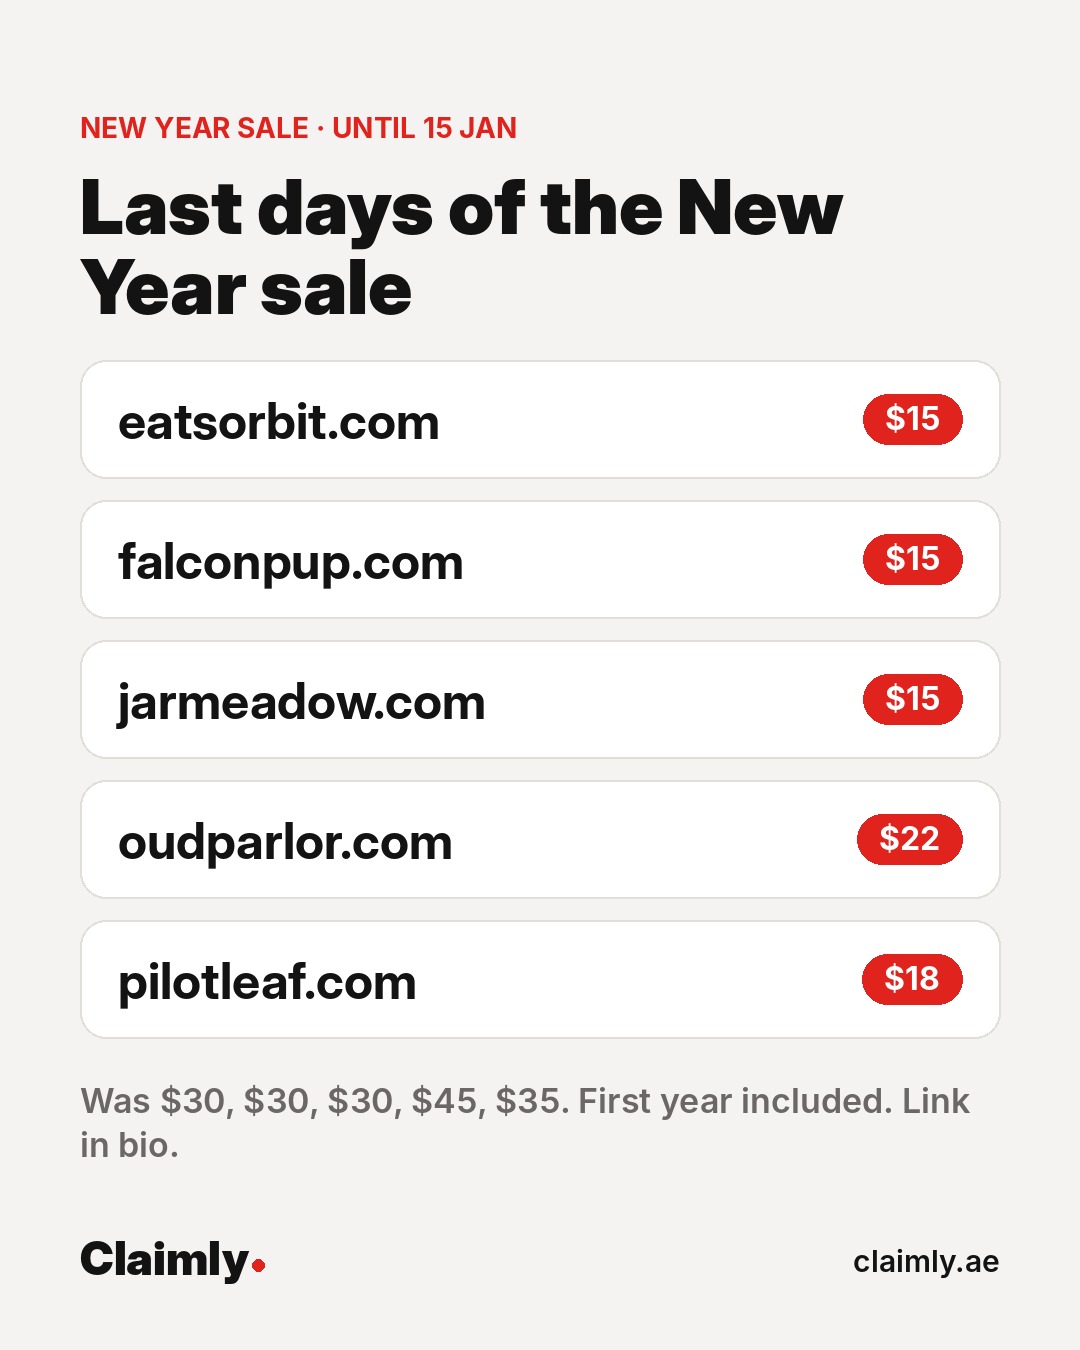 NEW YEAR SALE · UNTIL 15 JAN
Last days of the New
Year sale
eatsorbit.com $15
falconpup.com $15
jarmeadow.com $15
oudparlor.com $22
pilotleaf.com $18
Was $30, $30, $30, $45, $35. First year included. Link
in bio.
Claimly. claimly.ae